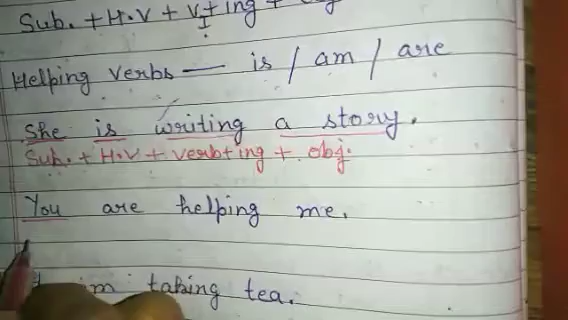 Sub. + H.V + V + ing +
I
Helping verbs — is / am / are
She is writing a story.
Sub. + H.V + verb+ing + obj.
You are helping me.
taking tea.